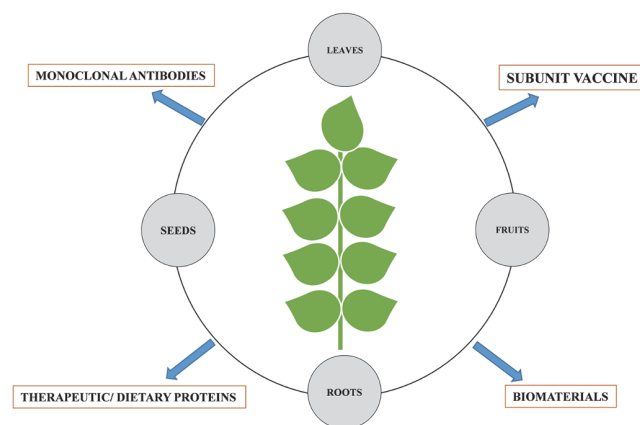 LEAVES
MONOCLONAL ANTIBODIES
SUBUNIT VACCINE
SEEDS
FRUITS
THERAPEUTIC/ DIETARY PROTEINS
ROOTS
BIOMATERIALS